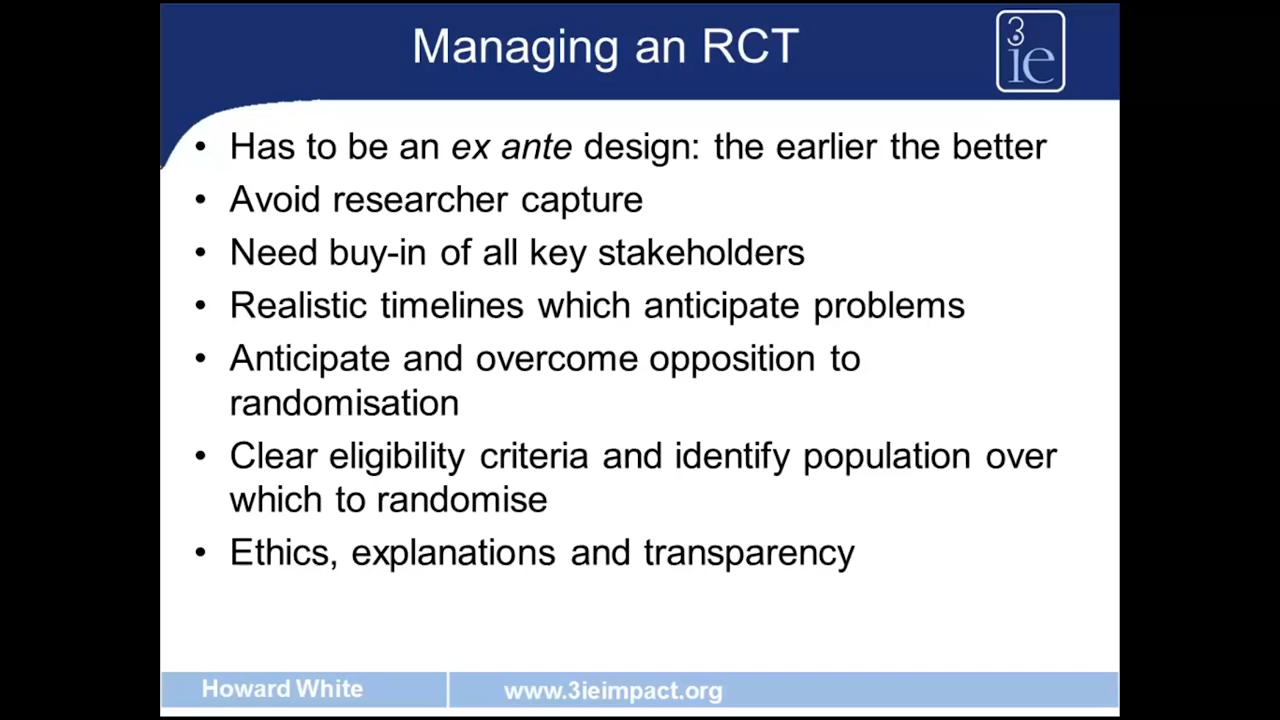 Managing an RCT
3
ie
• Has to be an ex ante design: the earlier the better
• Avoid researcher capture
• Need buy-in of all key stakeholders
• Realistic timelines which anticipate problems
• Anticipate and overcome opposition to
randomisation
• Clear eligibility criteria and identify population over
which to randomise
• Ethics, explanations and transparency
Howard White
www.3ieimpact.org